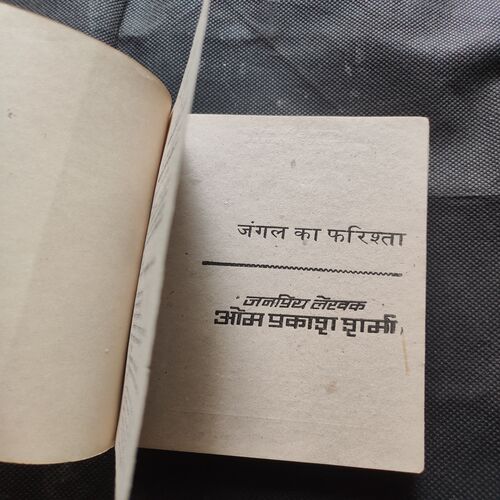 जंगल का फरिश्ता
जनप्रिय लेखक
ओम प्रकाश शर्मा